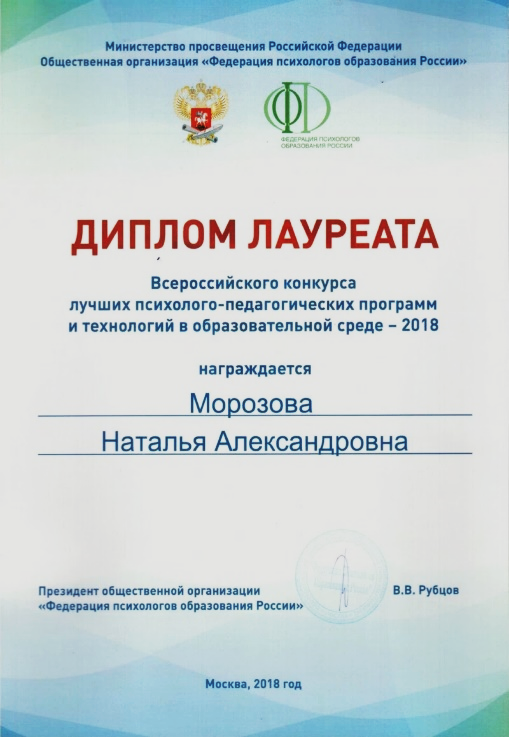 Министерство просвещения Российской Федерации
Общественная организация «Федерация психологов образования России»
ФЕДЕРАЦИЯ ПСИХОЛОГОВ
ОБРАЗОВАНИЯ РОССИИ
ДИПЛОМ ЛАУРЕАТА
Всероссийского конкурса
лучших психолого-педагогических программ
и технологий в образовательной среде – 2018
награждается
Морозова
Наталья Александровна
Президент общественной организации
«Федерация психологов образования России»
В.В. Рубцов
Москва, 2018 год